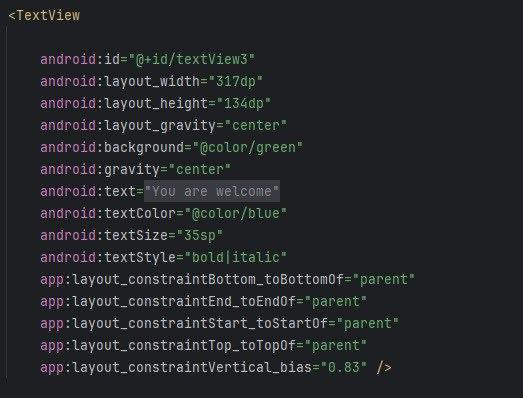 <TextView
android:id="@+id/textView3"
android:layout_width="317dp"
android:layout_height="134dp"
android:layout_gravity="center"
android:background="@color/green"
android:gravity="center"
android:text="You are welcome"
android:textColor="@color/blue"
android:textSize="35sp"
android:textStyle="bold|italic"
app:layout_constraintBottom_toBottomOf="parent"
app:layout_constraintEnd_toEndOf="parent"
app:layout_constraintStart_toStartOf="parent"
app:layout_constraintTop_toTopOf="parent"
app:layout_constraintVertical_bias="0.83" />